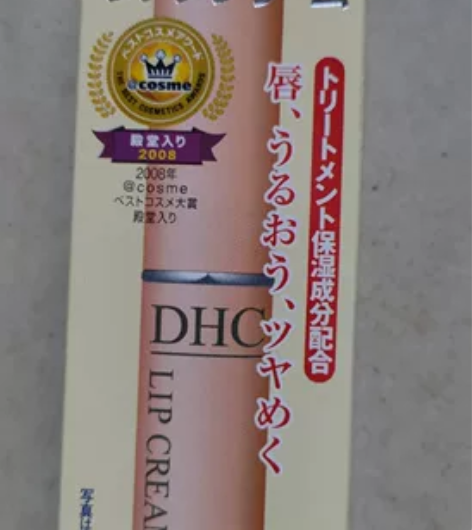 ベストコスメアワード
@cosme
THE BEST COSMETICS AWARDS
殿堂入り
2008
2008年
@cosme
ベストコスメ大賞
殿堂入り
トリートメント保湿成分配合
唇、うるおう、ツヤめく
DHC
LIP CREA
写真は